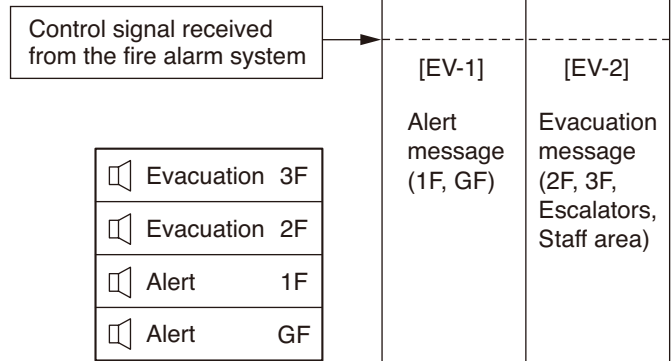 Control signal received
from the fire alarm system
[EV-1]
Alert
message
(1F, GF)
[EV-2]
Evacuation
message
(2F, 3F,
Escalators,
Staff area)
Evacuation 3F
Evacuation 2F
Alert 1F
Alert GF